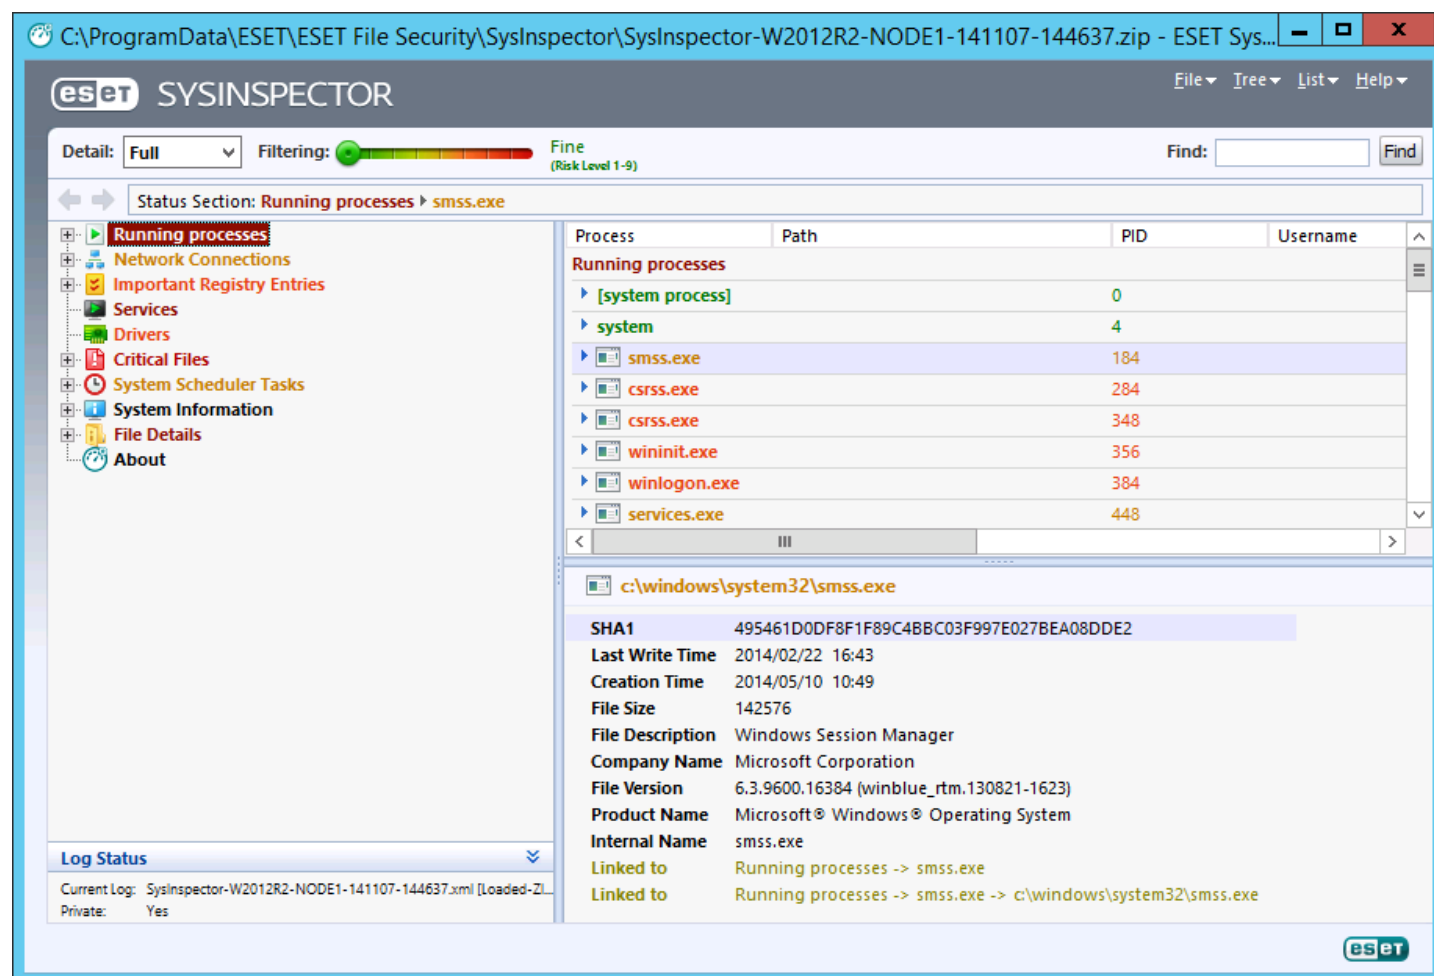 C:\ProgramData\ESET\ESET File Security\SysInspector\SysInspector-W2012R2-NODE1-141107-144637.zip - ESET Sys...
eset SYSINSPECTOR
File Tree List Help
Detail: Full Filtering: Fine Find: Find
(Risk Level 1-9)
Status Section: Running processes smss.exe
Running processes
Network Connections
Important Registry Entries
Services
Drivers
Critical Files
System Scheduler Tasks
System Information
File Details
About
Process Path PID Username
Running processes
[system process] 0
system 4
smss.exe 184
csrss.exe 284
csrss.exe 348
wininit.exe 356
winlogon.exe 384
services.exe 448
c:\windows\system32\smss.exe
SHA1 495461D0DF8F1F89C4BBC03F997E027BEA08DDE2
Last Write Time 2014/02/22 16:43
Creation Time 2014/05/10 10:49
File Size 142576
File Description Windows Session Manager
Company Name Microsoft Corporation
File Version 6.3.9600.16384 (winblue_rtm.130821-1623)
Product Name Microsoft® Windows® Operating System
Internal Name smss.exe
Linked to Running processes -> smss.exe
Linked to Running processes -> smss.exe -> c:\windows\system32\smss.exe
Log Status
Current Log: SysInspector-W2012R2-NODE1-141107-144637.xml [Loaded-ZI...
Private: Yes
eset